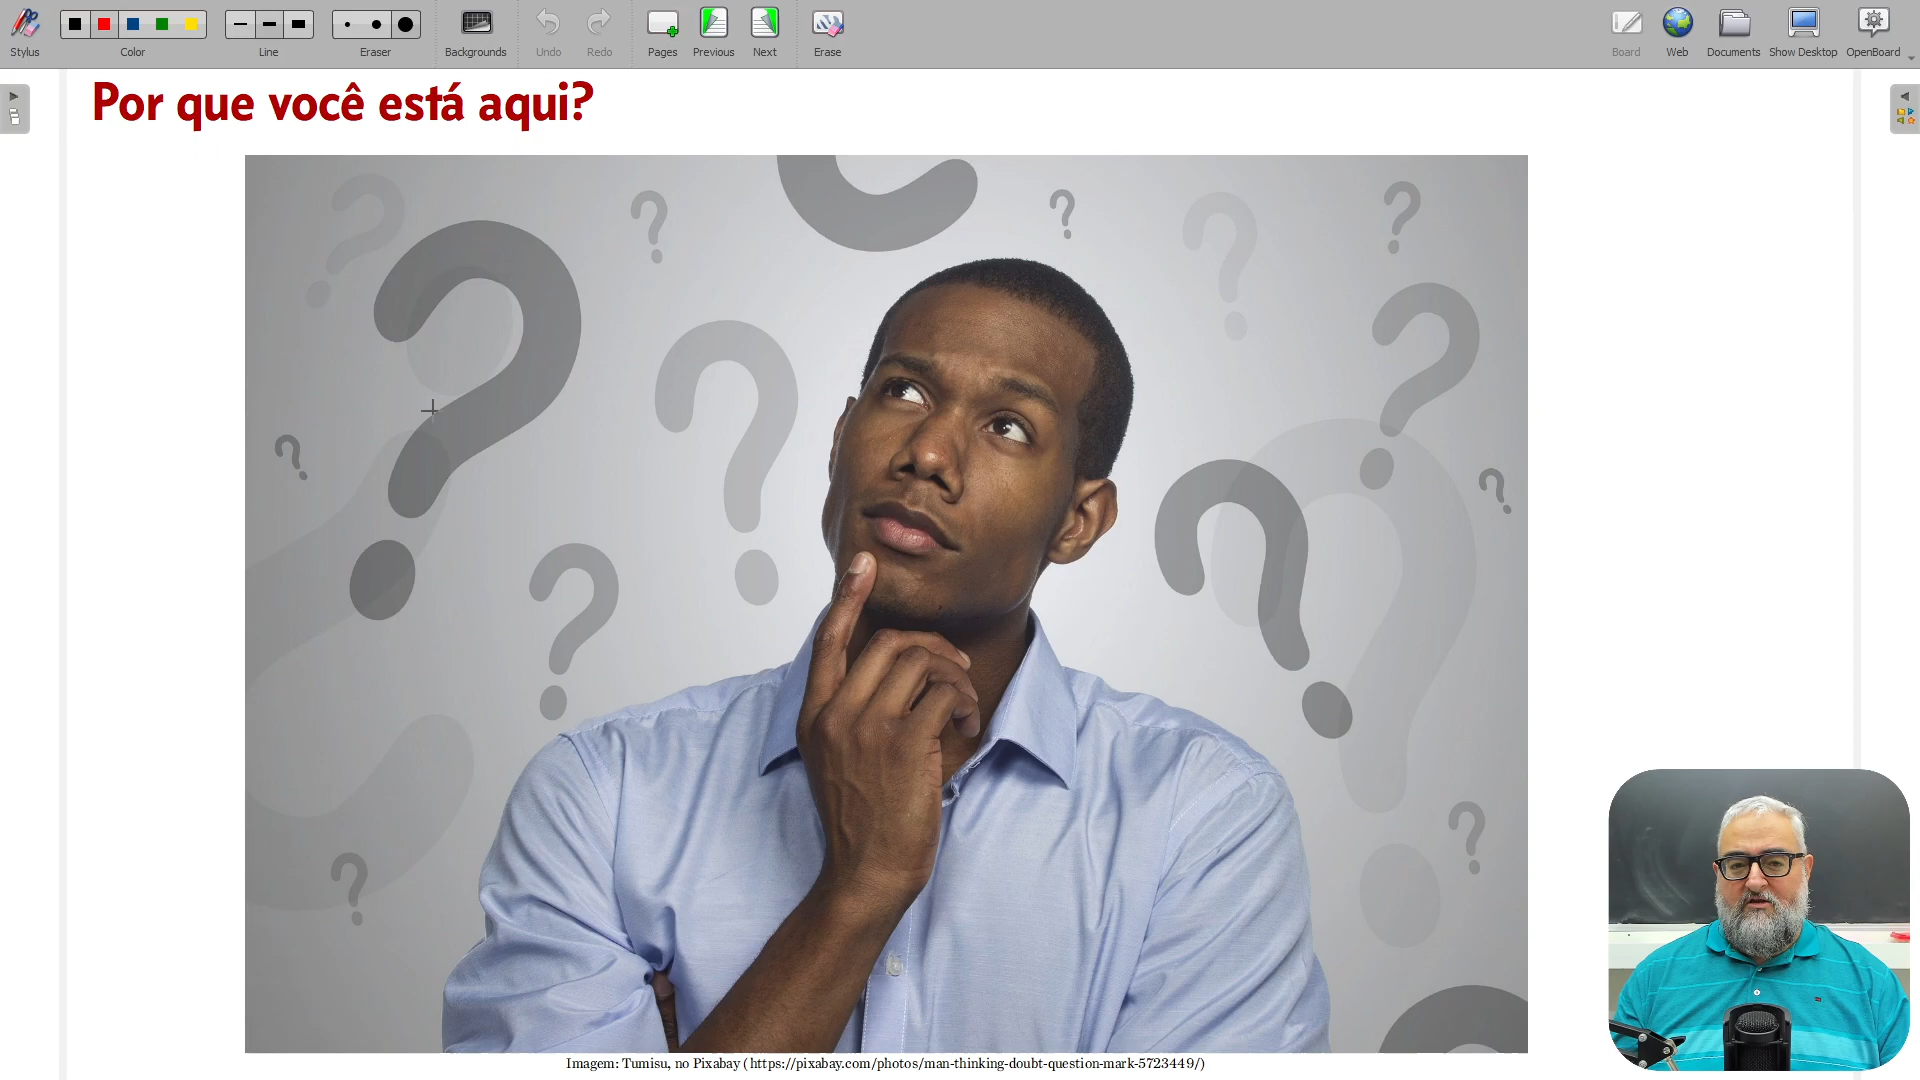 Stylus
Color
Line
Eraser
Backgrounds
Undo
Redo
Pages
Previous
Next
Erase
Board
Web
Documents
Show Desktop
OpenBoard
Por que você está aqui?
Imagem: Tumisu, no Pixabay (https://pixabay.com/photos/man-thinking-doubt-question-mark-5723449/)